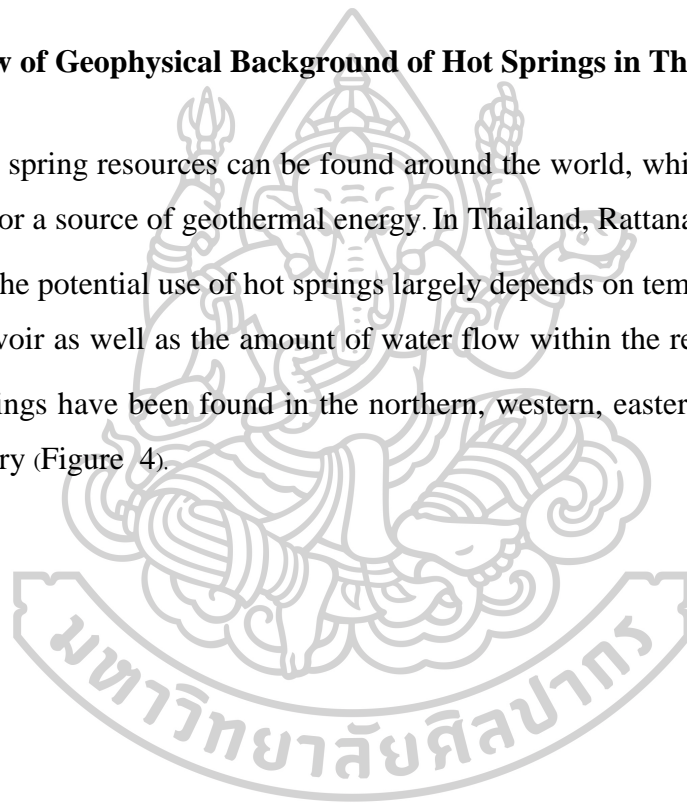 w of Geophysical Background of Hot Springs in Th
spring resources can be found around the world, whi
or a source of geothermal energy. In Thailand, Rattana
he potential use of hot springs largely depends on tem
voir as well as the amount of water flow within the re
ings have been found in the northern, western, easter
ry (Figure 4).
มหาวิทยาลัยศิลปากร